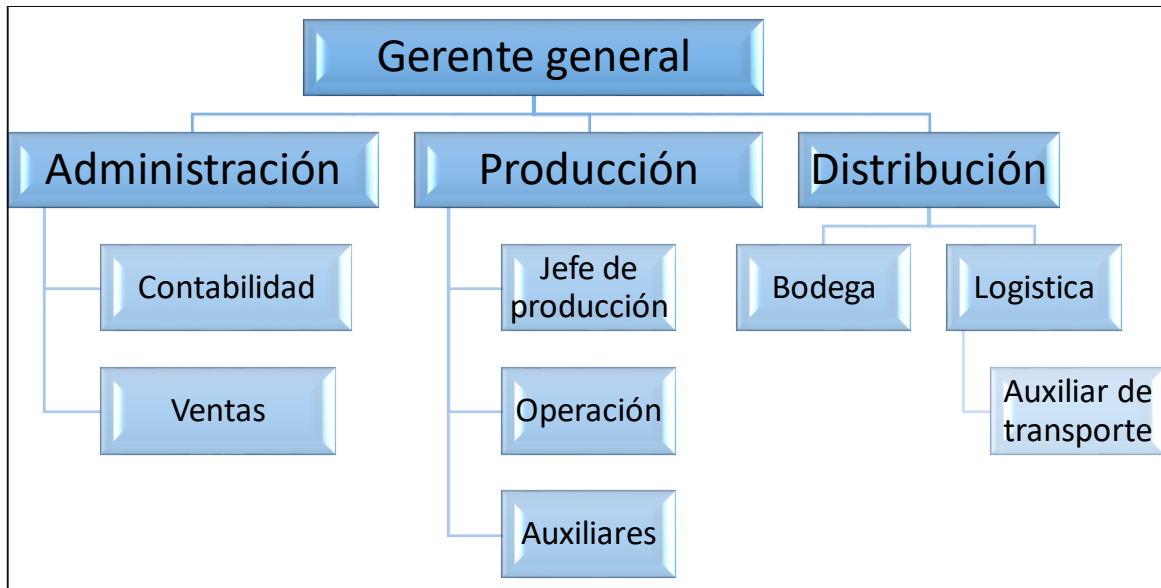 Gerente general
Administración
Producción
Distribución
Contabilidad
Ventas
Jefe de
producción
Operación
Auxiliares
Bodega
Logistica
Auxiliar de
transporte